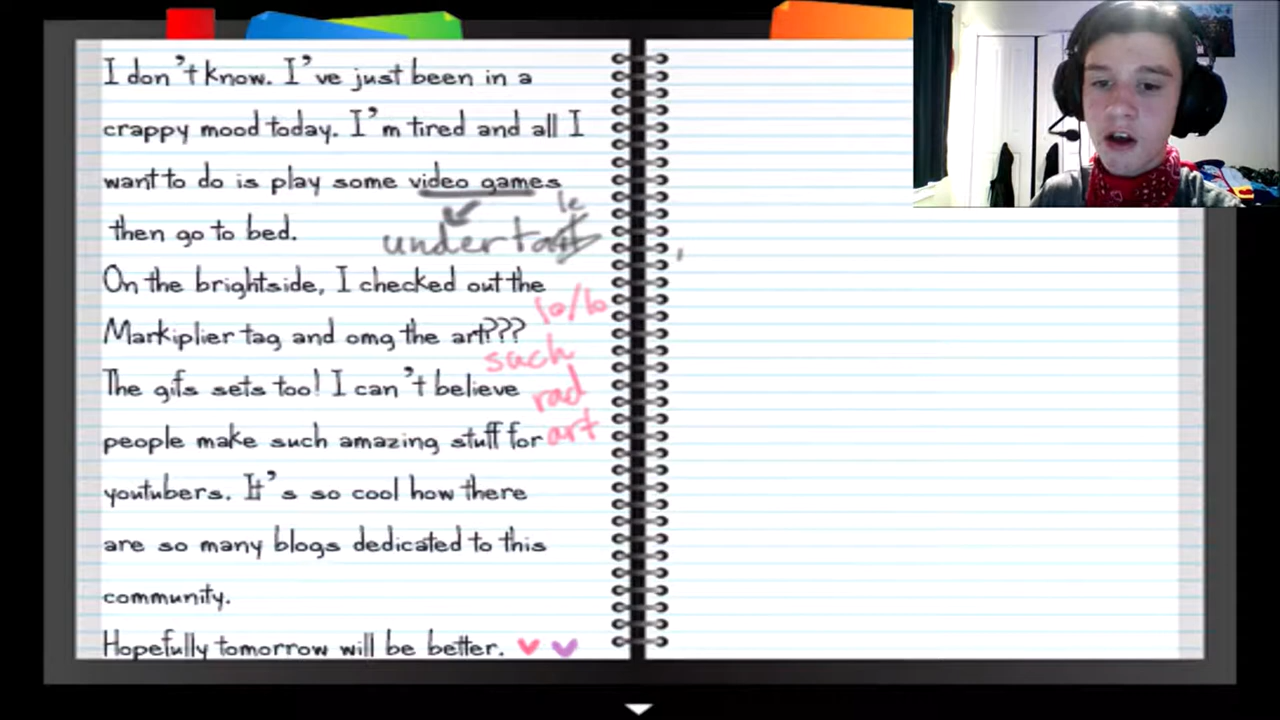 I don't know. I've just been in a
crappy mood today. I'm tired and all I
want to do is play some video games
then go to bed.
undertale
On the brightside, I checked out the
10/10
Markiplier tag and omg the art???
such
The gifs sets too! I can't believe
rad
people make such amazing stuff for
art
youtubers. It's so cool how there
are so many blogs dedicated to this
community.
Hopefully tomorrow will be better.